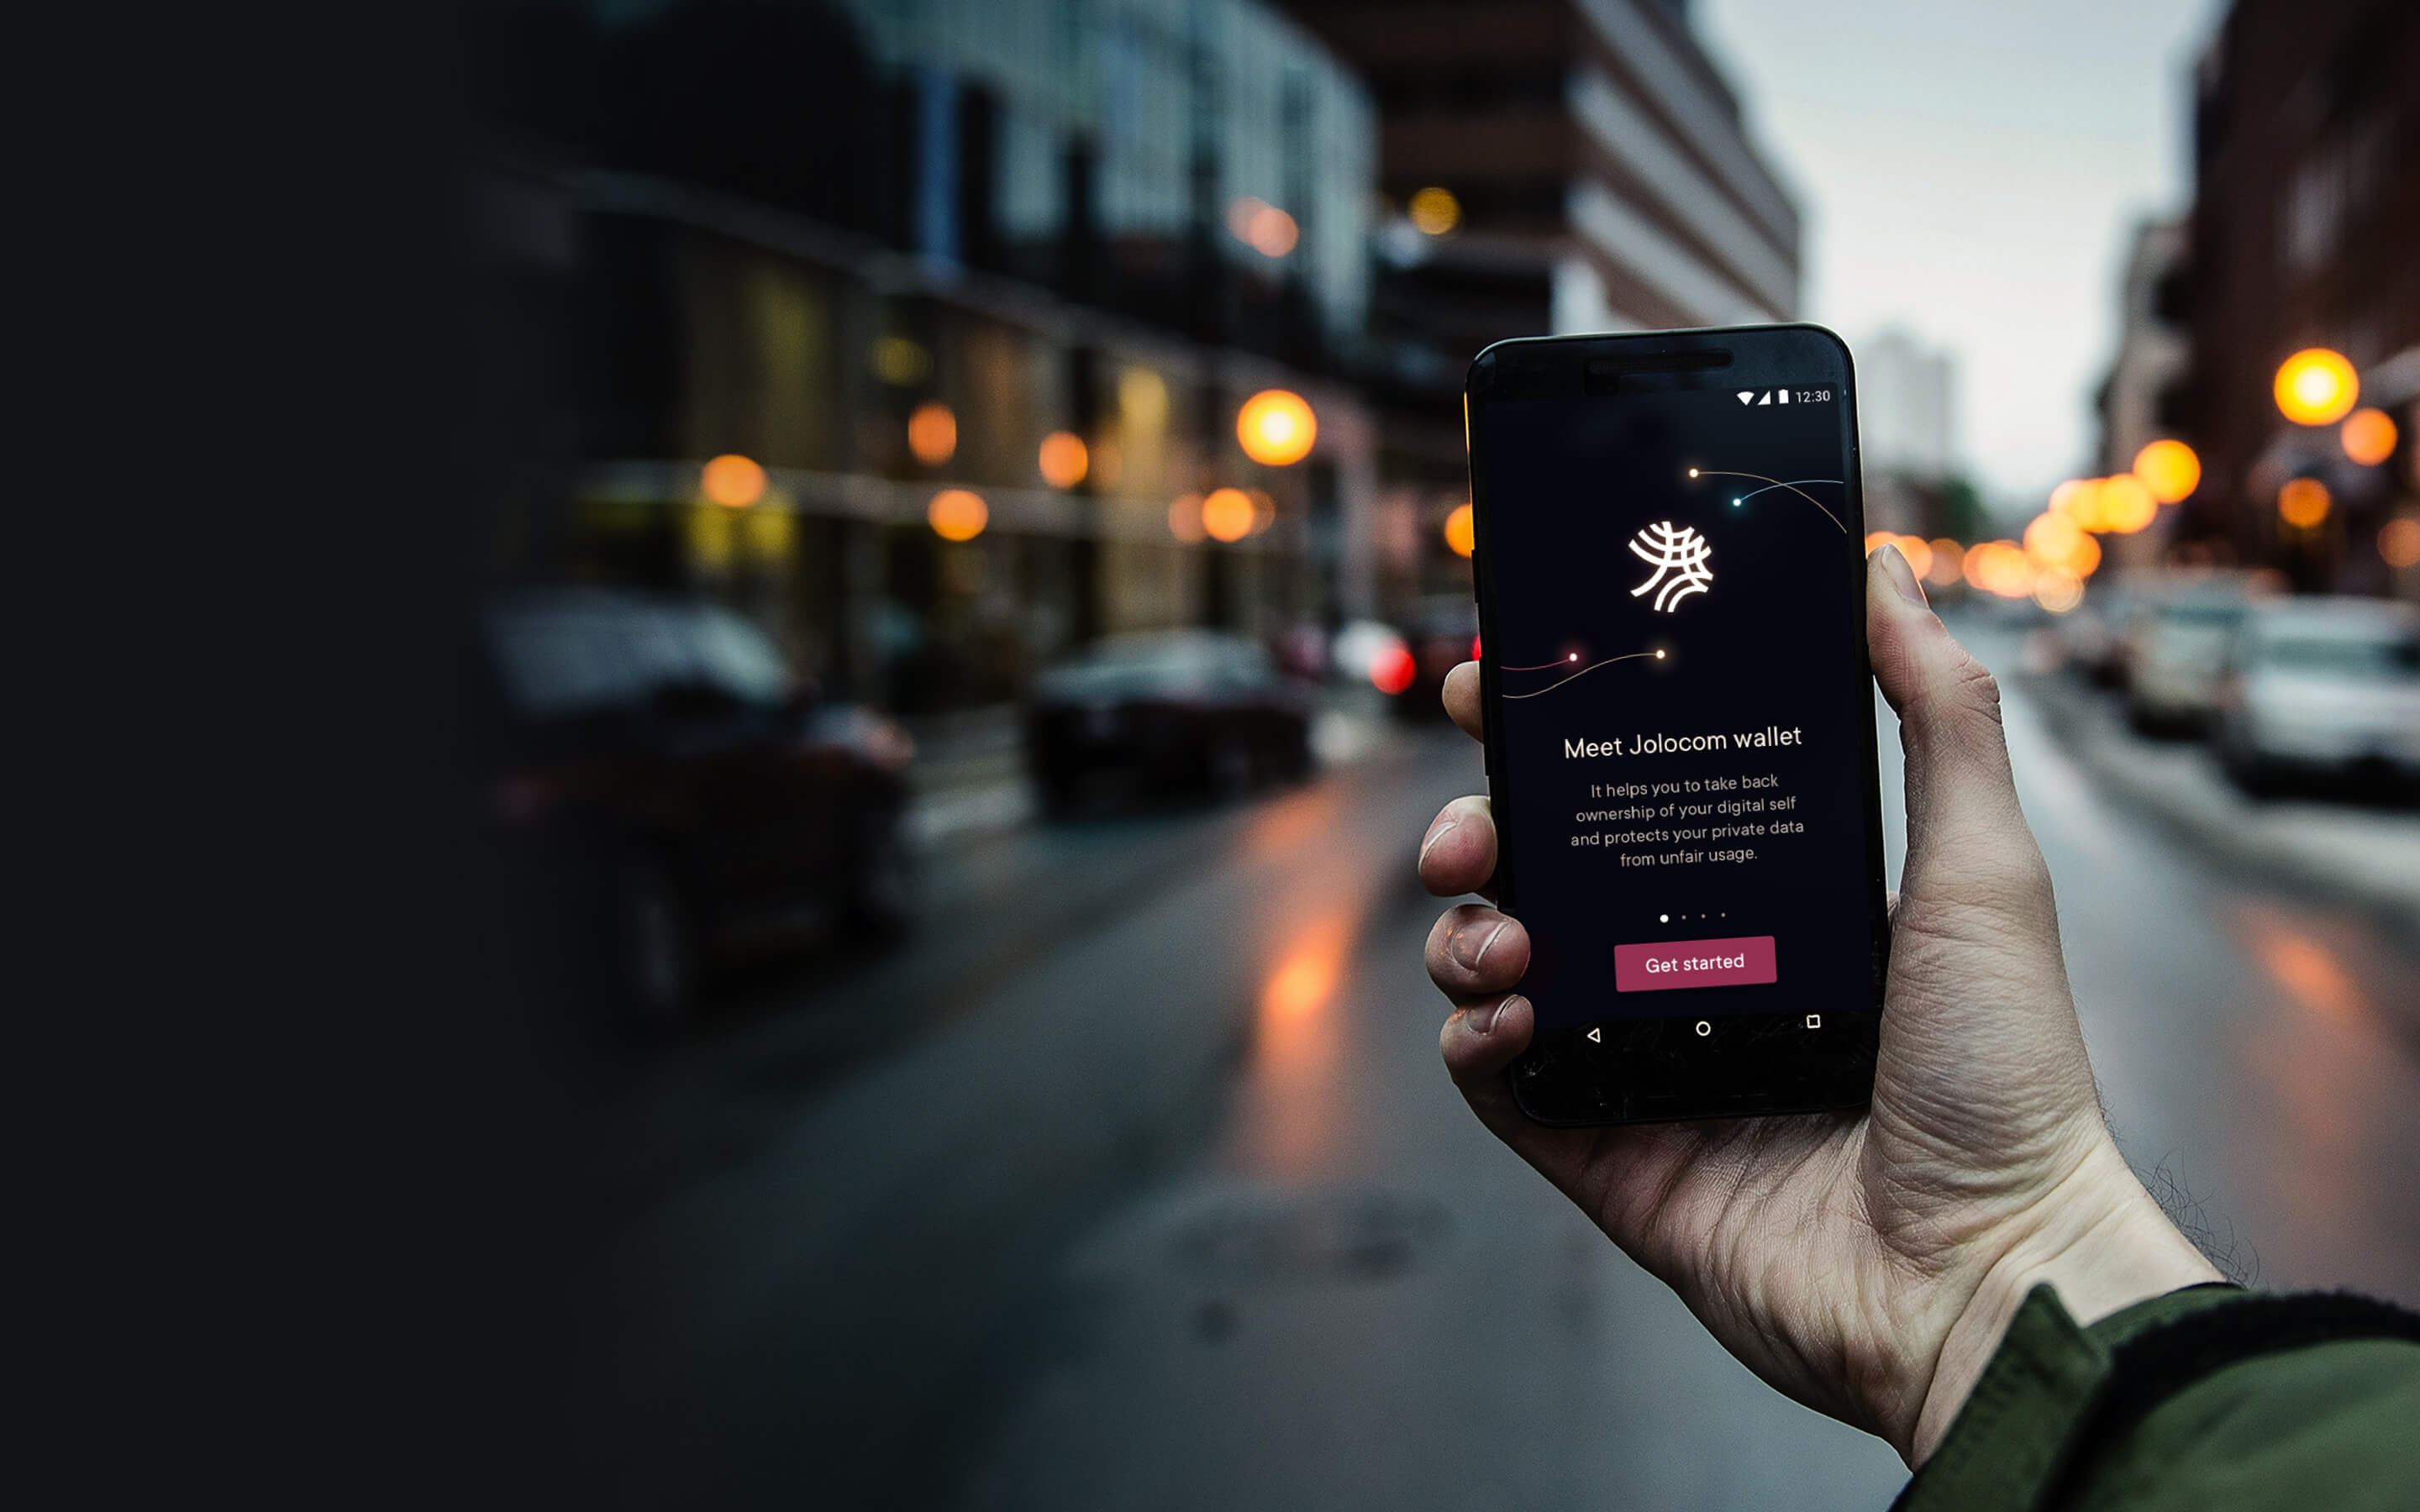 12:30
Meet Jolocom wallet
It helps you to take back
ownership of your digital self
and protects your private data
from unfair usage.
Get started